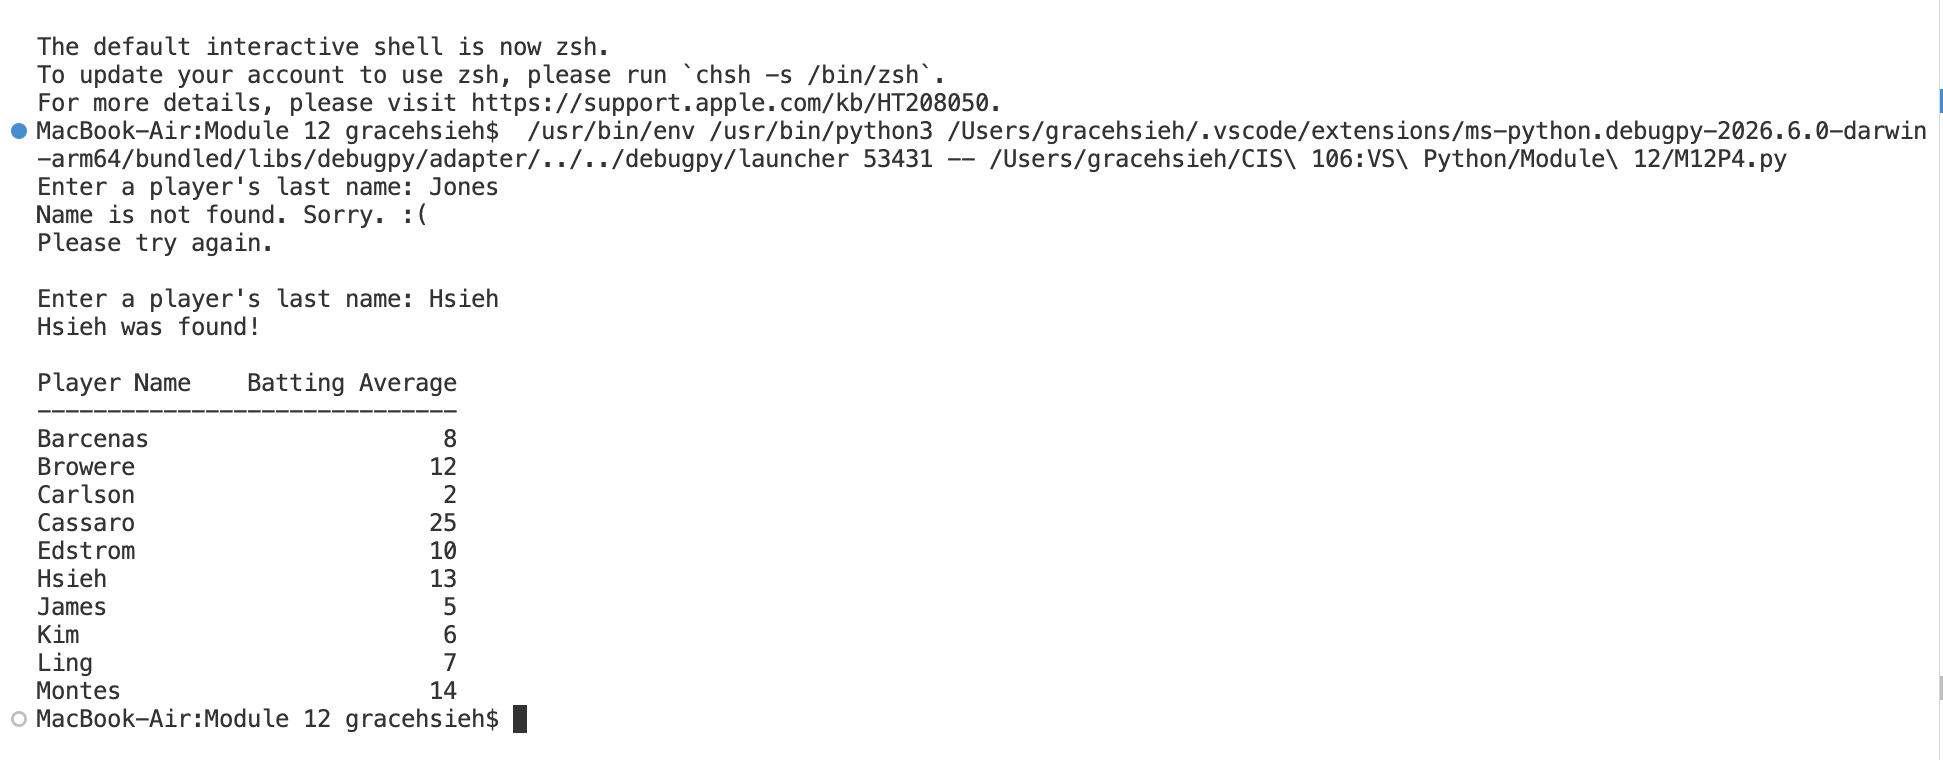 The default interactive shell is now zsh.
To update your account to use zsh, please run `chsh -s /bin/zsh`.
For more details, please visit https://support.apple.com/kb/HT208050.
MacBook-Air:Module 12 gracehsieh$  /usr/bin/env /usr/bin/python3 /Users/gracehsieh/.vscode/extensions/ms-python.debugpy-2026.6.0-darwin
-arm64/bundled/libs/debugpy/adapter/../../debugpy/launcher 53431 -- /Users/gracehsieh/CIS\ 106:VS\ Python/Module\ 12/M12P4.py
Enter a player's last name: Jones
Name is not found. Sorry. :(
Please try again.

Enter a player's last name: Hsieh
Hsieh was found!

Player Name    Batting Average
------------------------------
Barcenas                     8
Browere                     12
Carlson                      2
Cassaro                     25
Edstrom                     10
Hsieh                       13
James                        5
Kim                          6
Ling                         7
Montes                      14
MacBook-Air:Module 12 gracehsieh$